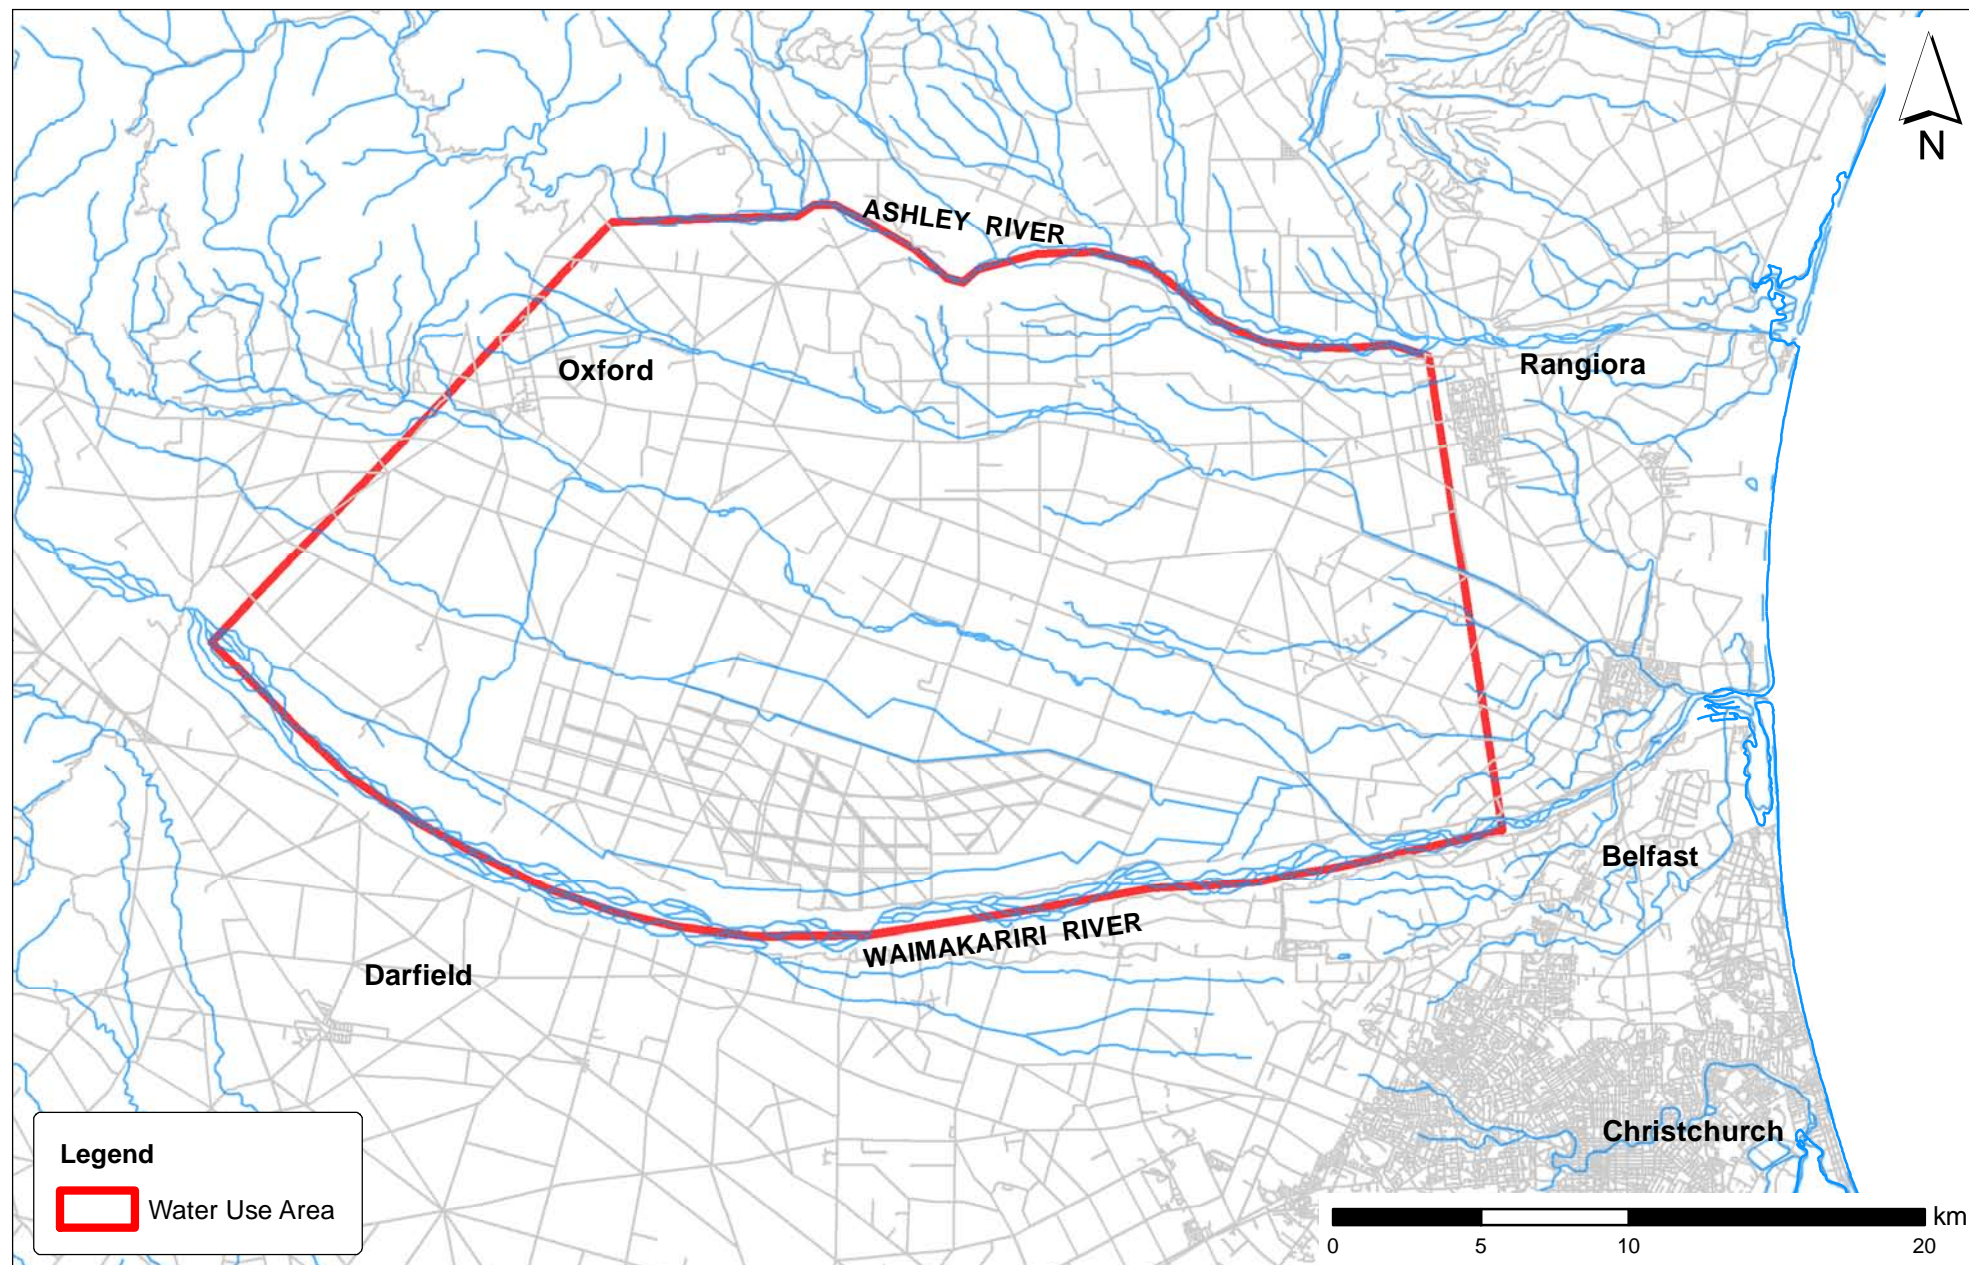 N
ASHLEY RIVER
Oxford
Rangiora
Belfast
WAIMAKARIRI RIVER
Darfield
Christchurch
Legend
Water Use Area
km
0 5 10 20